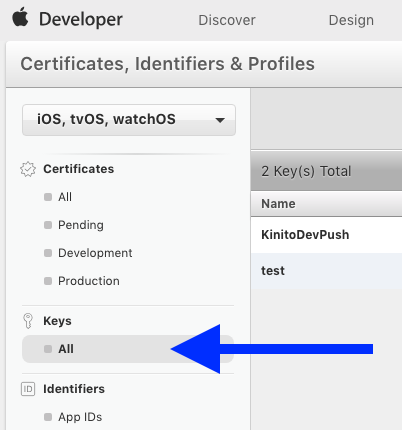 Developer Discover Design
Certificates, Identifiers & Profiles
iOS, tvOS, watchOS
2 Key(s) Total
Name
KinitoDevPush
test
Certificates
All
Pending
Development
Production
Keys
All
ID Identifiers
App IDs